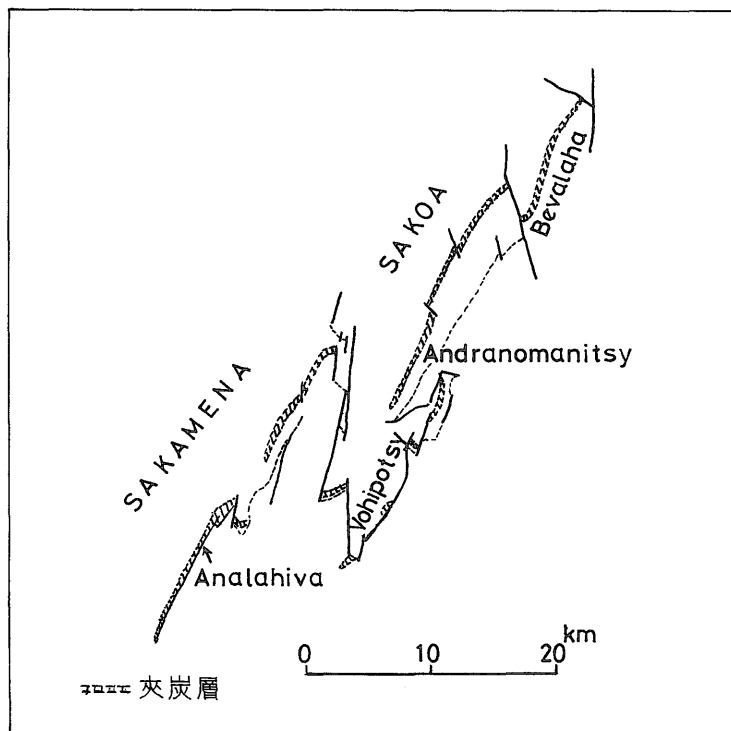 Bevalaha
SAKOA
Andranomanitsy
SAKAMENA
Vohipotsy
Analahiva
km
0 10 20
夾炭層